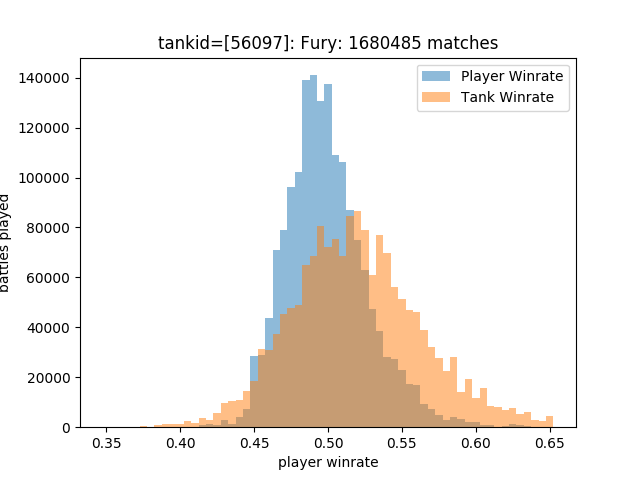 tankid=[56097]: Fury: 1680485 matches
Player Winrate
Tank Winrate
140000
120000
100000
80000
60000
40000
20000
0
battles played
0.35 0.40 0.45 0.50 0.55 0.60 0.65
player winrate